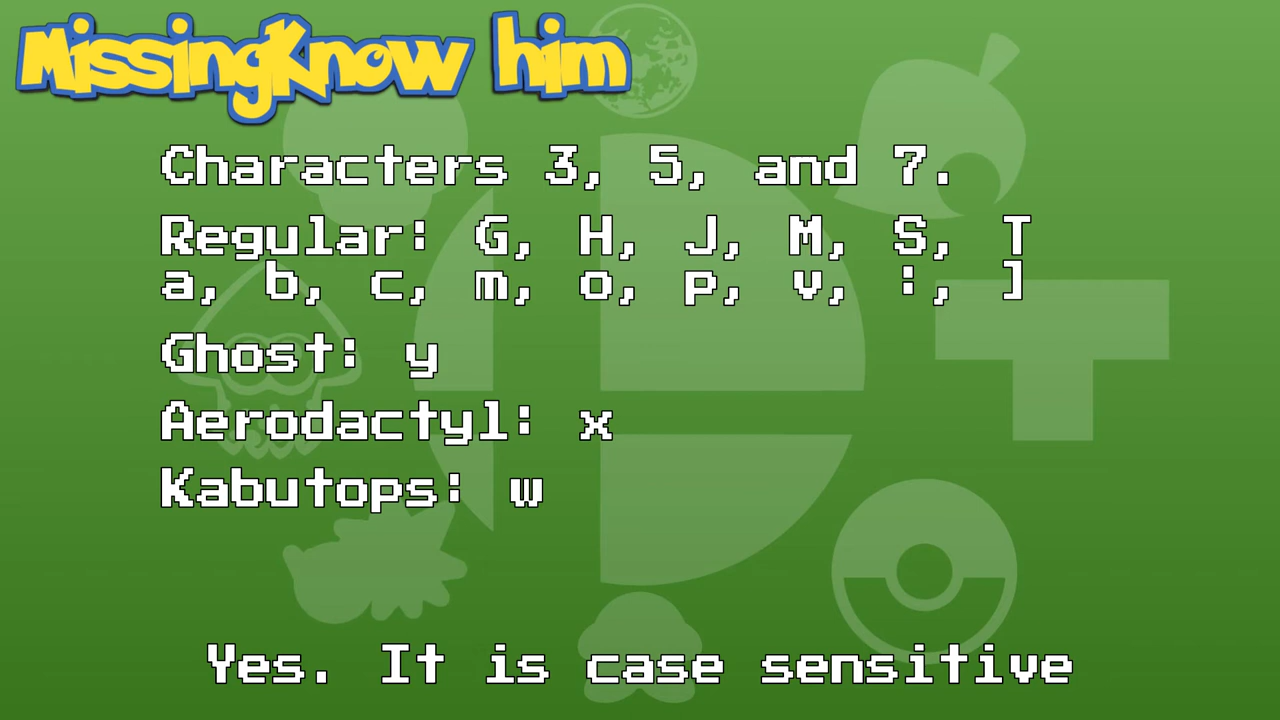 MissingKnow him
Characters 3, 5, and 7.
Regular: G, H, J, M, S, T
a, b, c, m, o, p, v, :, ]
Ghost: y
Aerodactyl: x
Kabutops: w
Yes. It is case sensitive